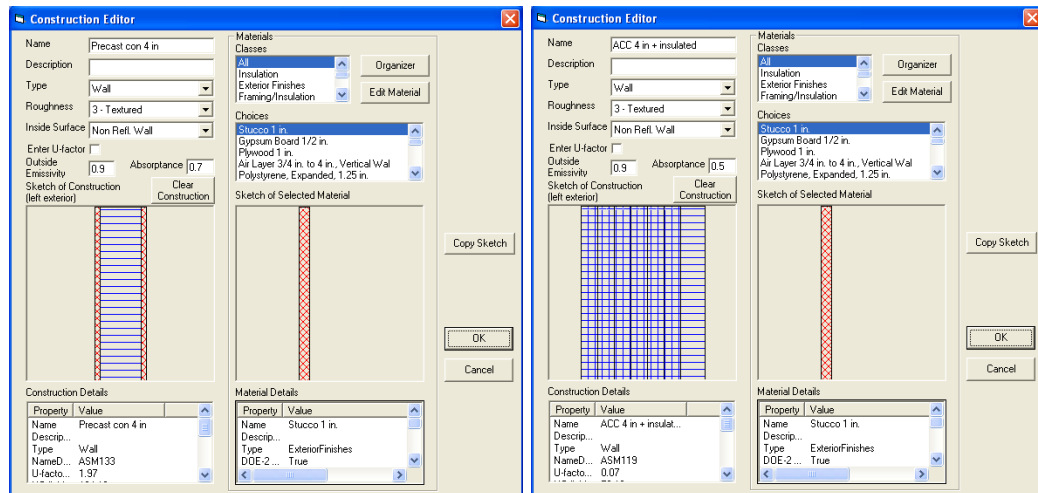 Construction Editor
Name Precast con 4 in
Description
Type Wall
Roughness 3 - Textured
Inside Surface Non Refl. Wall
Enter U-factor
Outside Emissivity 0.9 Absorptance 0.7
Sketch of Construction
(left exterior)
Clear Construction
Materials
Classes
All
Insulation
Exterior Finishes
Framing/Insulation
Organizer
Edit Material
Choices
Stucco 1 in.
Gypsum Board 1/2 in.
Plywood 1 in.
Air Layer 3/4 in. to 4 in., Vertical Wal
Polystyrene, Expanded, 1.25 in.
Sketch of Selected Material
Copy Sketch
OK
Cancel
Construction Details
Property Value
Name Precast con 4 in
Descrip...
Type Wall
NameD... ASM133
U-facto... 1.97
Material Details
Property Value
Name Stucco 1 in.
Descrip...
Type ExteriorFinishes
DOE-2 ... True
Construction Editor
Name ACC 4 in + insulated
Description
Type Wall
Roughness 3 - Textured
Inside Surface Non Refl. Wall
Enter U-factor
Outside Emissivity 0.9 Absorptance 0.5
Sketch of Construction
(left exterior)
Clear Construction
Materials
Classes
All
Insulation
Exterior Finishes
Framing/Insulation
Organizer
Edit Material
Choices
Stucco 1 in.
Gypsum Board 1/2 in.
Plywood 1 in.
Air Layer 3/4 in. to 4 in., Vertical Wal
Polystyrene, Expanded, 1.25 in.
Sketch of Selected Material
Copy Sketch
OK
Cancel
Construction Details
Property Value
Name ACC 4 in + insulat...
Descrip...
Type Wall
NameD... ASM119
U-facto... 0.07
Material Details
Property Value
Name Stucco 1 in.
Descrip...
Type ExteriorFinishes
DOE-2 ... True